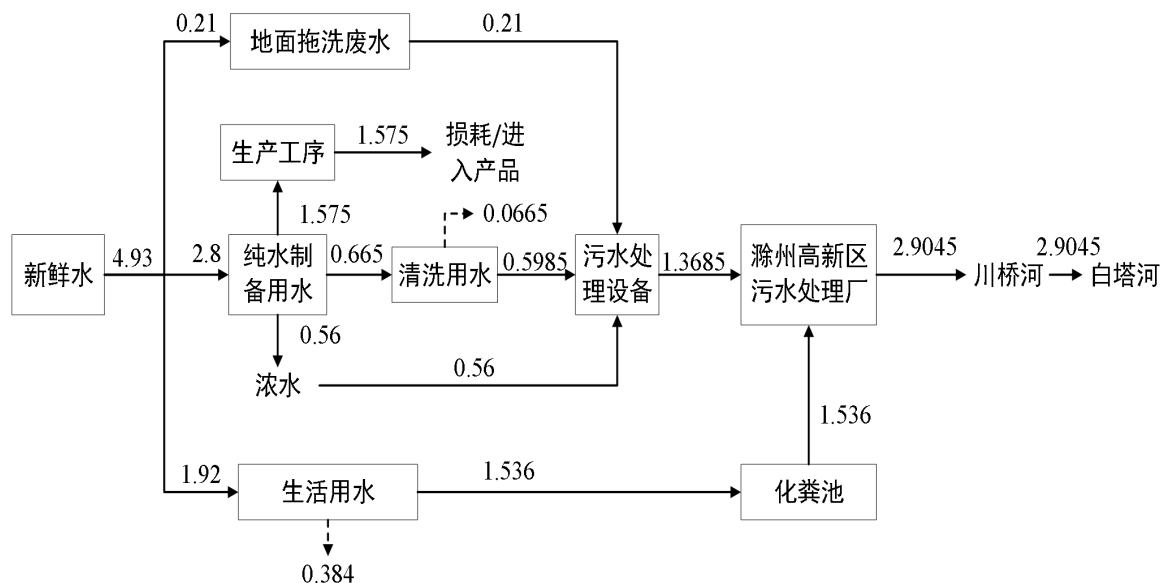 0.21
地面拖洗废水
0.21
生产工序
1.575
损耗/进
入产品
1.575
0.0665
新鲜水
4.93
2.8
纯水制
备用水
0.665
清洗用水
0.5985
污水处
理设备
1.3685
滁州高新区
污水处理厂
2.9045
川桥河
2.9045
白塔河
0.56
浓水
0.56
1.536
1.92
生活用水
1.536
化粪池
0.384